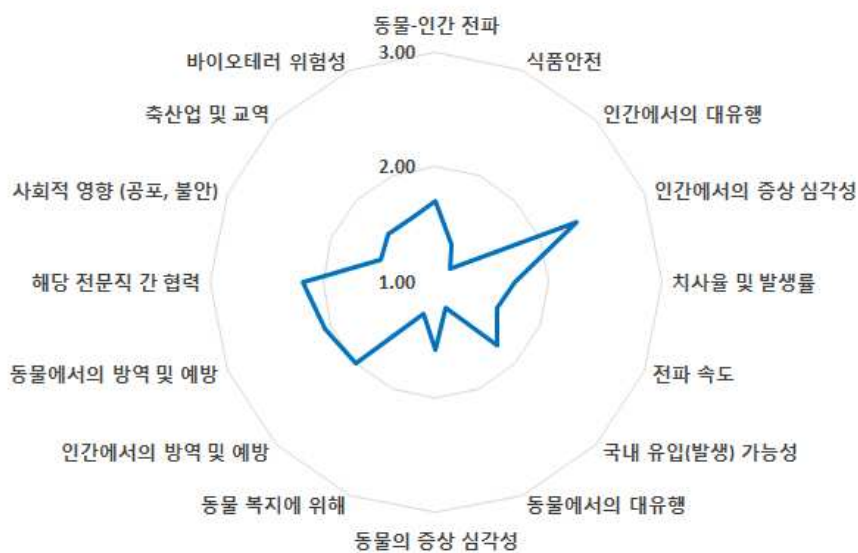 동물-인간 전파
3.00
바이오테러 위험성
식품안전
축산업 및 교역
인간에서의 대유행
2.00
사회적 영향 (공포, 불안)
인간에서의 증상 심각성
해당 전문직 간 협력
1.00
치사율 및 발생률
동물에서의 방역 및 예방
전파 속도
인간에서의 방역 및 예방
국내 유입(발생) 가능성
동물 복지에 위해
동물에서의 대유행
동물의 증상 심각성